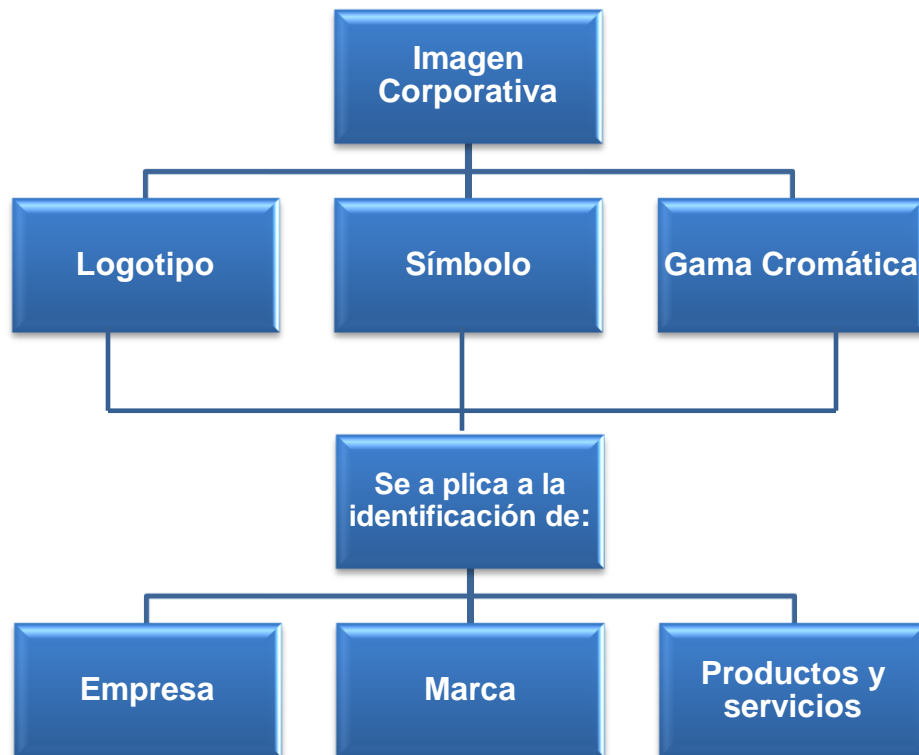 Imagen
Corporativa
Logotipo
Símbolo
Gama Cromática
Se a plica a la
identificación de:
Empresa
Marca
Productos y
servicios